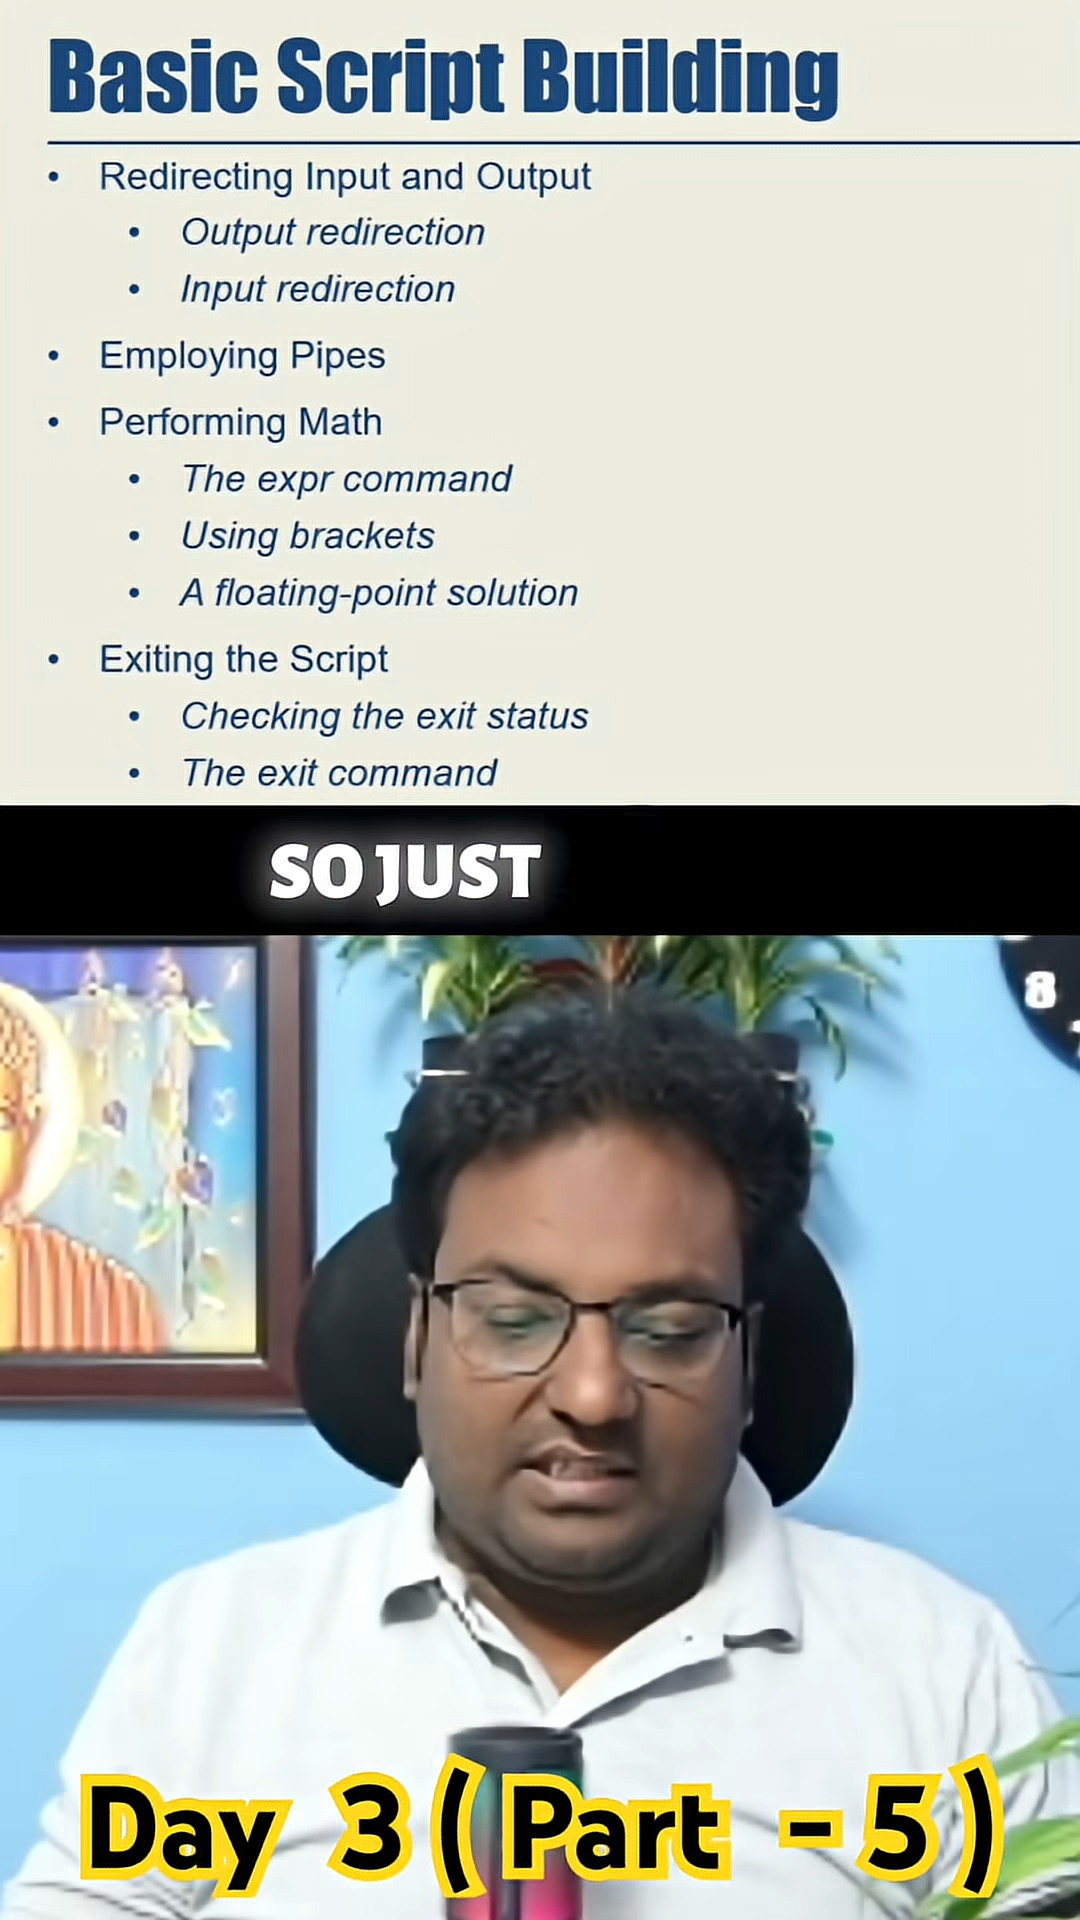 Basic Script Building
• Redirecting Input and Output
• Output redirection
• Input redirection
• Employing Pipes
• Performing Math
• The expr command
• Using brackets
• A floating-point solution
• Exiting the Script
• Checking the exit status
• The exit command
SO JUST
8
Day 3 (Part - 5)